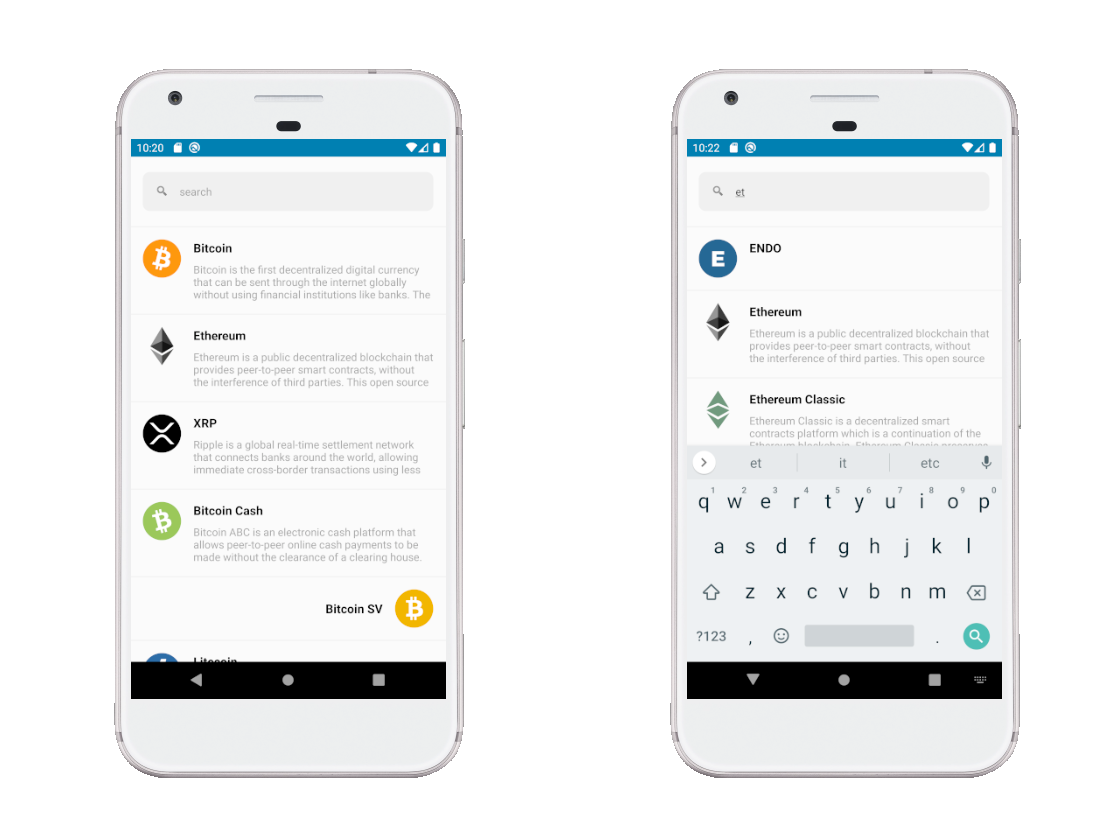 10:20
search
Bitcoin
Bitcoin is the first decentralized digital currency
that can be sent through the internet globally
without using financial institutions like banks. The
Ethereum
Ethereum is a public decentralized blockchain that
provides peer-to-peer smart contracts, without
the interference of third parties. This open source
XRP
Ripple is a global real-time settlement network
that connects banks around the world, allowing
immediate cross-border transactions using less
Bitcoin Cash
Bitcoin ABC is an electronic cash platform that
allows peer-to-peer online cash payments to be
made without the clearance of a clearing house.
Bitcoin SV
Litecoin
10:22
et
E
ENDO
Ethereum
Ethereum is a public decentralized blockchain that
provides peer-to-peer smart contracts, without
the interference of third parties. This open source
Ethereum Classic
Ethereum Classic is a decentralized smart
contracts platform which is a continuation of the
Ethereum blockchain. Ethereum Classic preserves
et it etc
1 2 3 4 5 6 7 8 9 0
q w e r t y u i o p
a s d f g h j k l
z x c v b n m
?123 , .